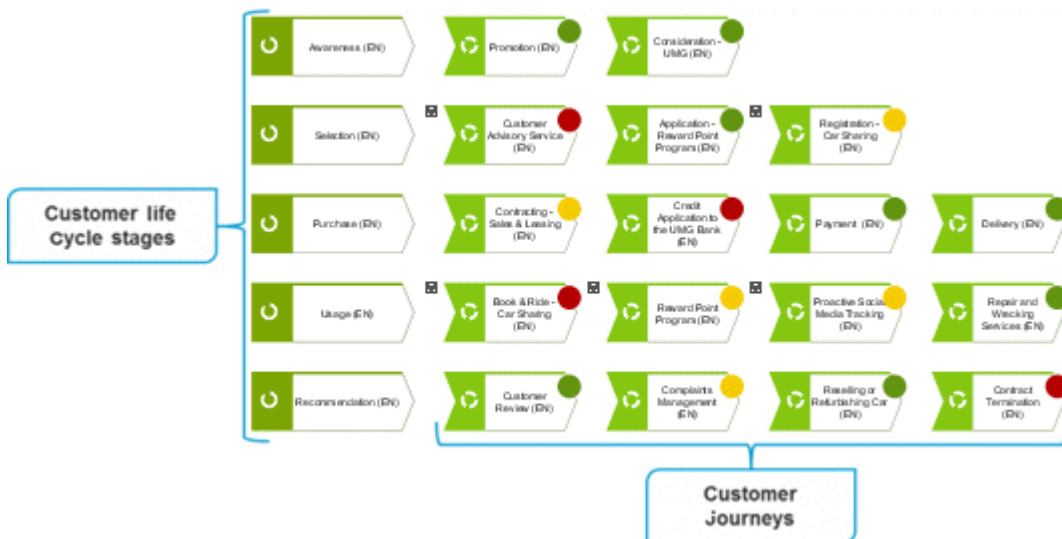 Awareness (EN)
Promotion (EN)
Consideration -
UMG (EN)
Selection (EN)
Customer
Advisory Service
(EN)
Application -
Reward Point
Program (EN)
Registration -
Car Sharing
(EN)
Customer life
Cycle stages
Purchase (EN)
Contracting -
Sales & Leasing
(EN)
Credit
Application to
the UMG Bank
(EN)
Payment (EN)
Delivery (EN)
Usage (EN)
Book & Ride -
Car Sharing
(EN)
Reward Point
Program (EN)
Proactive Social
Media Tracking
(EN)
Repair and
Wrecking
Services (EN)
Recommendation (EN)
Customer
Review (EN)
Complaints
Management
(EN)
Reselling or
Refurbishing Car
(EN)
Contract
Termination
(EN)
Customer
Journeys